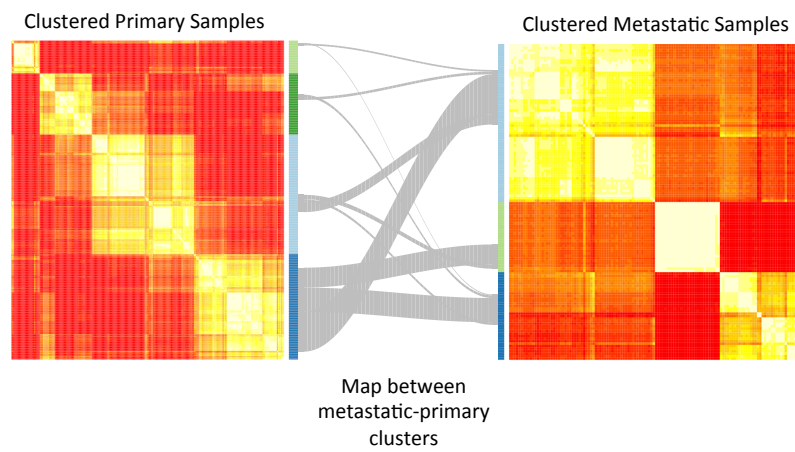 Clustered Primary Samples
Clustered Metastatic Samples
Map between
metastatic-primary
clusters